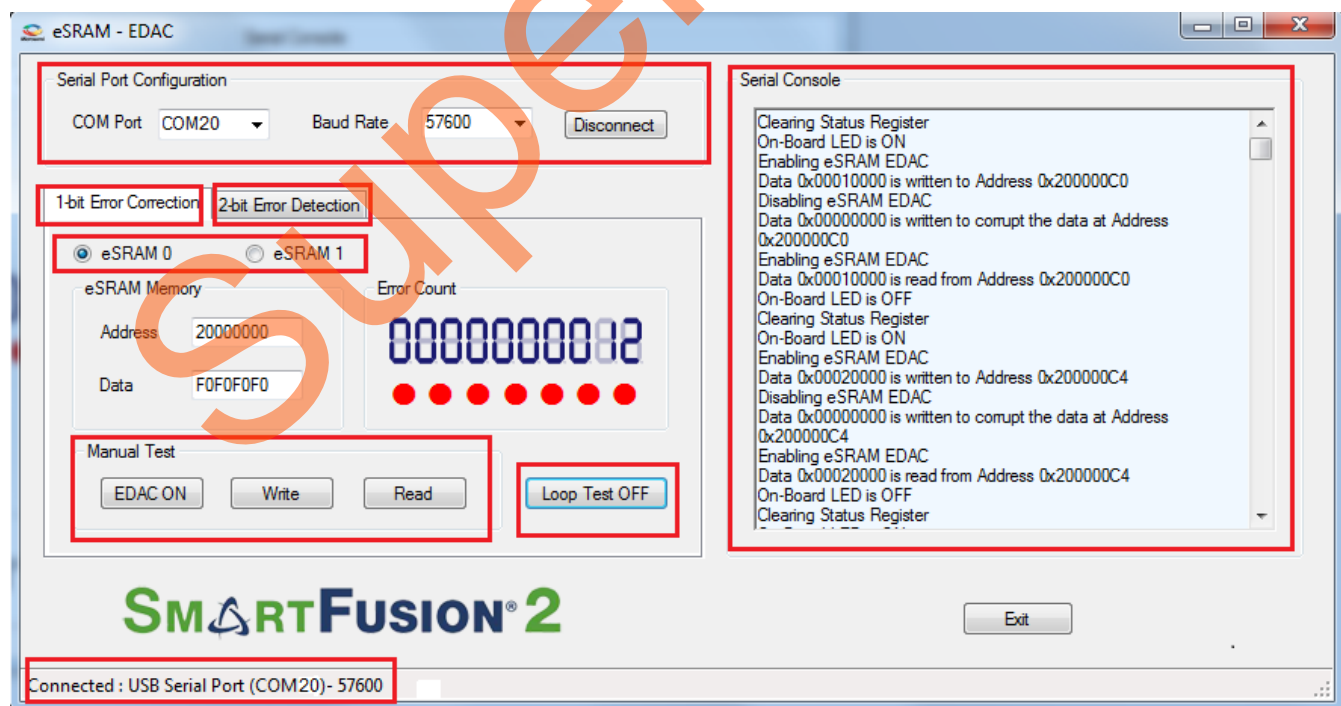 eSRAM - EDAC
Serial Port Configuration
COM Port COM20 Baud Rate 57600 Disconnect
1-bit Error Correction 2-bit Error Detection
eSRAM 0 eSRAM 1
eSRAM Memory
Address 20000000
Data F0F0F0F0
Error Count
0000000012
Manual Test
EDAC ON Write Read
Loop Test OFF
Serial Console
Clearing Status Register
On-Board LED is ON
Enabling eSRAM EDAC
Data 0x00010000 is written to Address 0x200000C0
Disabling eSRAM EDAC
Data 0x00000000 is written to corrupt the data at Address
0x200000C0
Enabling eSRAM EDAC
Data 0x00010000 is read from Address 0x200000C0
On-Board LED is OFF
Clearing Status Register
On-Board LED is ON
Enabling eSRAM EDAC
Data 0x00020000 is written to Address 0x200000C4
Disabling eSRAM EDAC
Data 0x00000000 is written to corrupt the data at Address
0x200000C4
Enabling eSRAM EDAC
Data 0x00020000 is read from Address 0x200000C4
On-Board LED is OFF
Clearing Status Register
SMARTFUSION® 2
Exit
Connected : USB Serial Port (COM20)- 57600
Supe